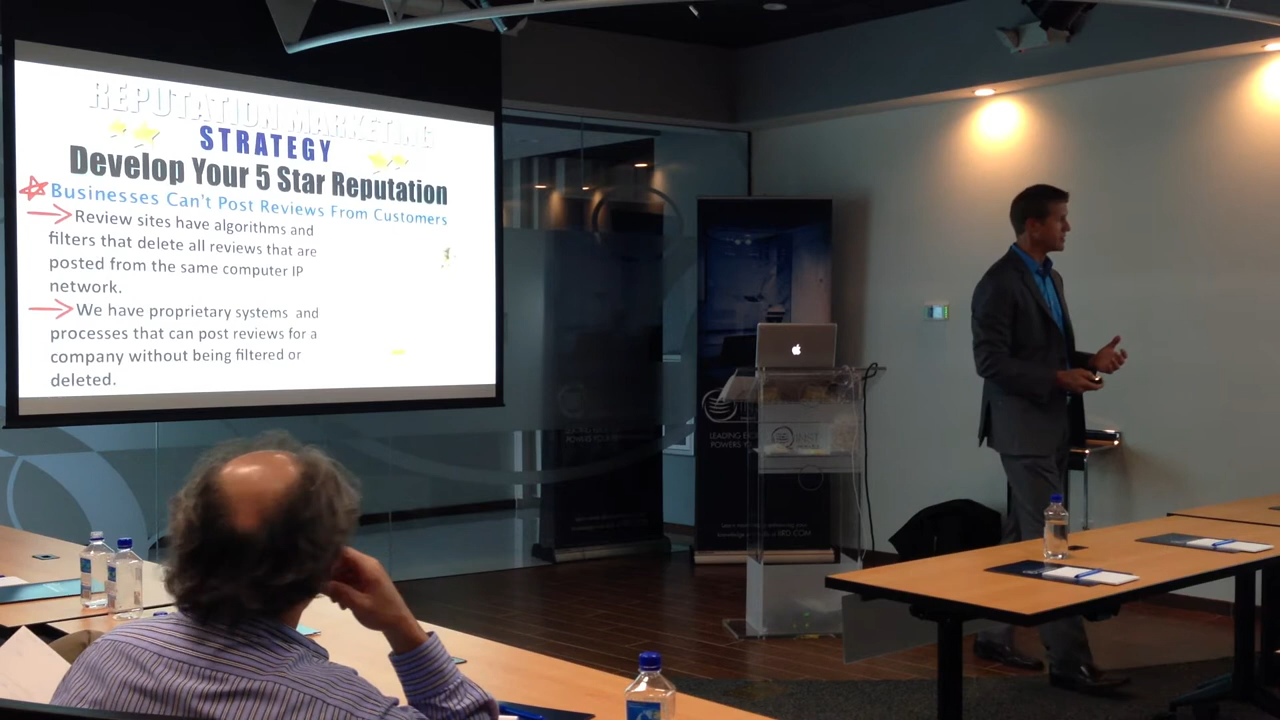 REPUTATION MARKETING
STRATEGY
Develop Your 5 Star Reputation
Businesses Can't Post Reviews From Customers
Review sites have algorithms and
filters that delete all reviews that are
posted from the same computer IP
network.
We have proprietary systems and
processes that can post reviews for a
company without being filtered or
deleted.
LEADING
POWERS